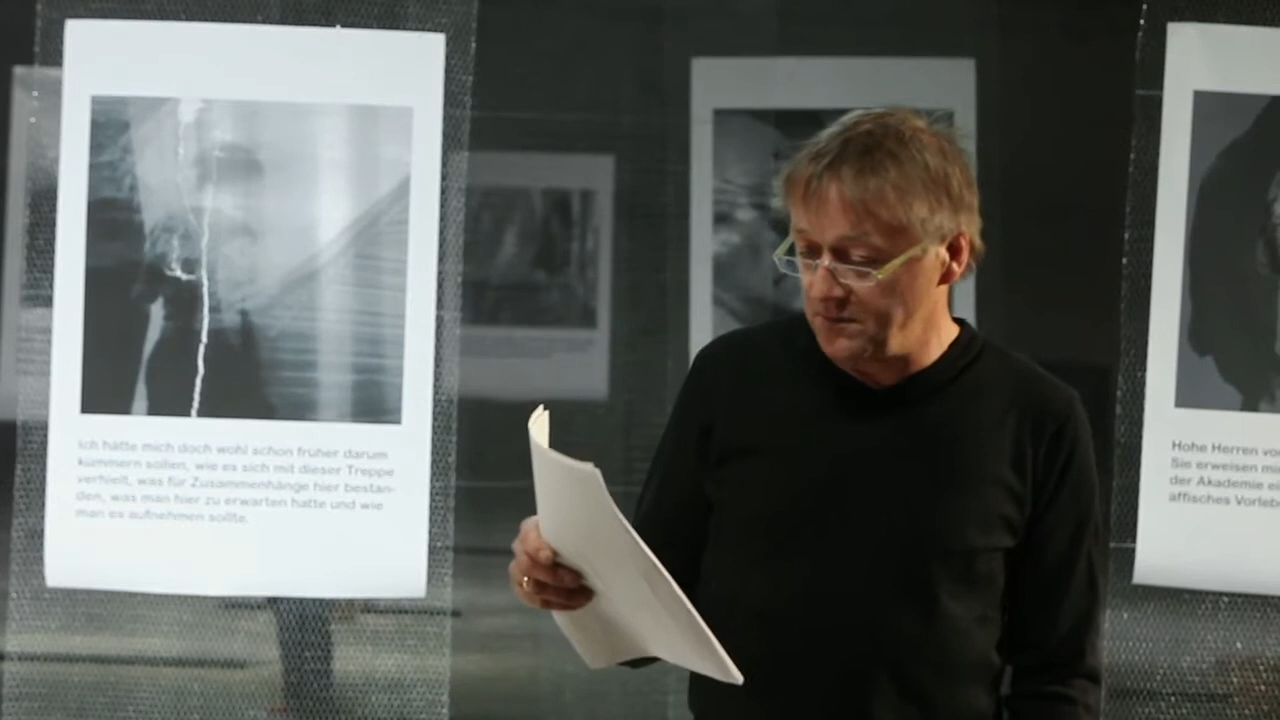 Ich hätte mich doch wohl schon früher darum
kümmern sollen, wie es sich mit dieser Treppe
verhielt, was für Zusammenhänge hier bestan-
den, was man hier zu erwarten hatte und wie
man es aufnehmen sollte.
Hohe Herren vo
Sie erweisen mi
der Akademie ei
affisches Vorleb